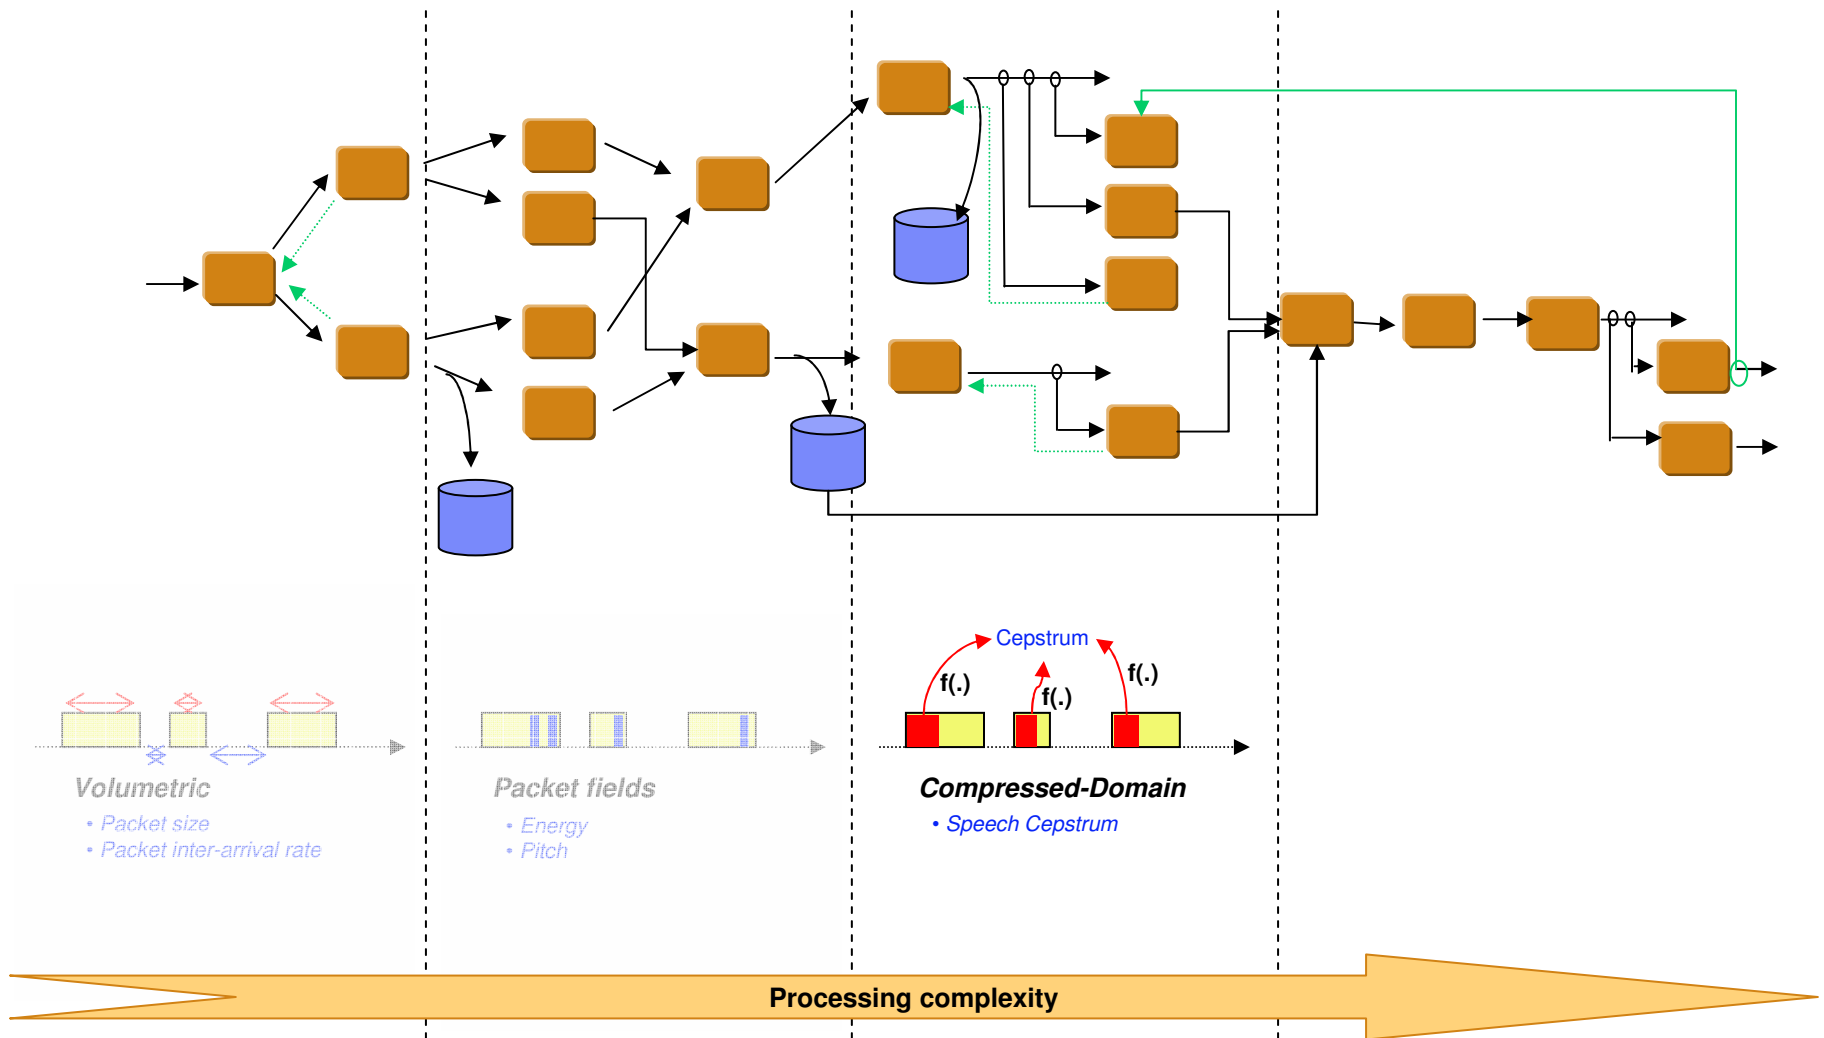 Cepstrum
f(.)
f(.)
f(.)
Volumetric
• Packet size
• Packet inter-arrival rate
Packet fields
• Energy
• Pitch
Compressed-Domain
• Speech Cepstrum
Processing complexity